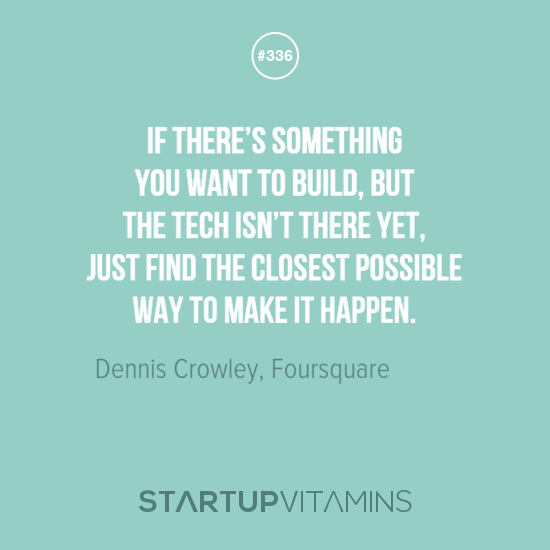 #336
IF THERE'S SOMETHING
YOU WANT TO BUILD, BUT
THE TECH ISN'T THERE YET,
JUST FIND THE CLOSEST POSSIBLE
WAY TO MAKE IT HAPPEN.
Dennis Crowley, Foursquare
STARTUPVITAMINS